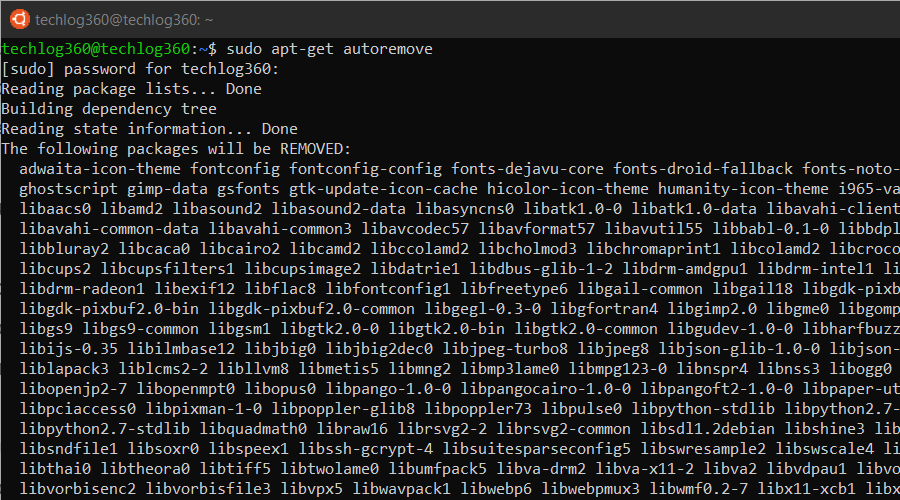 techlog360@techlog360: ~
techlog360@techlog360:~$ sudo apt-get autoremove
[sudo] password for techlog360:
Reading package lists... Done
Building dependency tree
Reading state information... Done
The following packages will be REMOVED:
adwaita-icon-theme fontconfig fontconfig-config fonts-dejavu-core fonts-droid-fallback fonts-noto-
ghostscript gimp-data gsfonts gtk-update-icon-cache hicolor-icon-theme humanity-icon-theme i965-va
libaacs0 libamd2 libasound2 libasound2-data libasyncns0 libatk1.0-0 libatk1.0-data libavahi-client
libavahi-common-data libavahi-common3 libavcodec57 libavformat57 libavutil55 libbabl-0.1-0 libbdpl
libbluray2 libcaca0 libcairo2 libcamd2 libccolamd2 libcholmod3 libchromaprint1 libcolamd2 libcroco
libcups2 libcupsfilters1 libcupsimage2 libdatrie1 libdbus-glib-1-2 libdrm-amdgpu1 libdrm-intel1 li
libdrm-radeon1 libexif12 libflac8 libfontconfig1 libfreetype6 libgail-common libgail18 libgdk-pixb
libgdk-pixbuf2.0-bin libgdk-pixbuf2.0-common libgegl-0.3-0 libgfortran4 libgimp2.0 libgme0 libgomp
libgs9 libgs9-common libgsm1 libgtk2.0-0 libgtk2.0-bin libgtk2.0-common libgudev-1.0-0 libharfbuzz
libijs-0.35 libilmbase12 libjbig0 libjbig2dec0 libjpeg-turbo8 libjpeg8 libjson-glib-1.0-0 libjson-
liblapack3 liblcms2-2 libllvm8 libmetis5 libmng2 libmp3lame0 libmpg123-0 libnspr4 libnss3 libogg0
libopenjp2-7 libopenmpt0 libopus0 libpango-1.0-0 libpangocairo-1.0-0 libpangoft2-1.0-0 libpaper-ut
libpciaccess0 libpixman-1-0 libpoppler-glib8 libpoppler73 libpulse0 libpython-stdlib libpython2.7-
libpython2.7-stdlib libquadmath0 libraw16 librsvg2-2 librsvg2-common libsdl1.2debian libshine3 lib
libsndfile1 libsoxr0 libspeex1 libssh-gcrypt-4 libsuitesparseconfig5 libswresample2 libswscale4 li
libthai0 libtheora0 libtiff5 libtwolame0 libumfpack5 libva-drm2 libva-x11-2 libva2 libvdpau1 libvo
libvorbisenc2 libvorbisfile3 libvpx5 libwavpack1 libwebp6 libwebpmux3 libwmf0.2-7 libx11-xcb1 libx